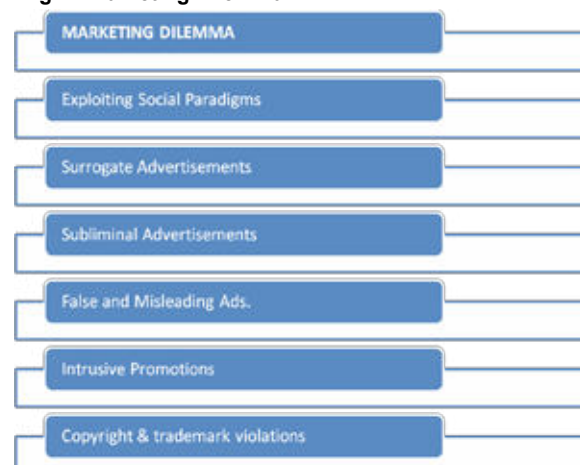 MARKETING DILEMMA
Exploiting Social Paradigms
Surrogate Advertisements
Subliminal Advertisements
False and Misleading Ads.
Intrusive Promotions
Copyright & trademark violations